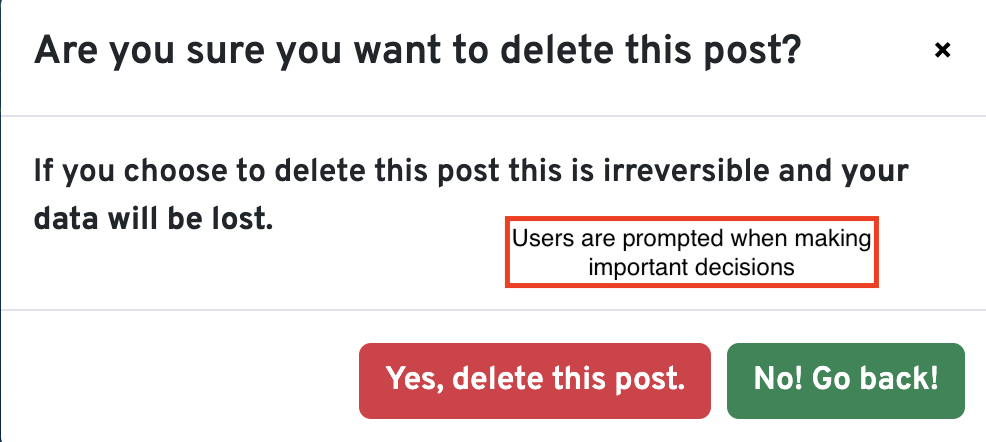 Are you sure you want to delete this post? ×
If you choose to delete this post this is irreversible and your
data will be lost.
Users are prompted when making
important decisions
Yes, delete this post. No! Go back!